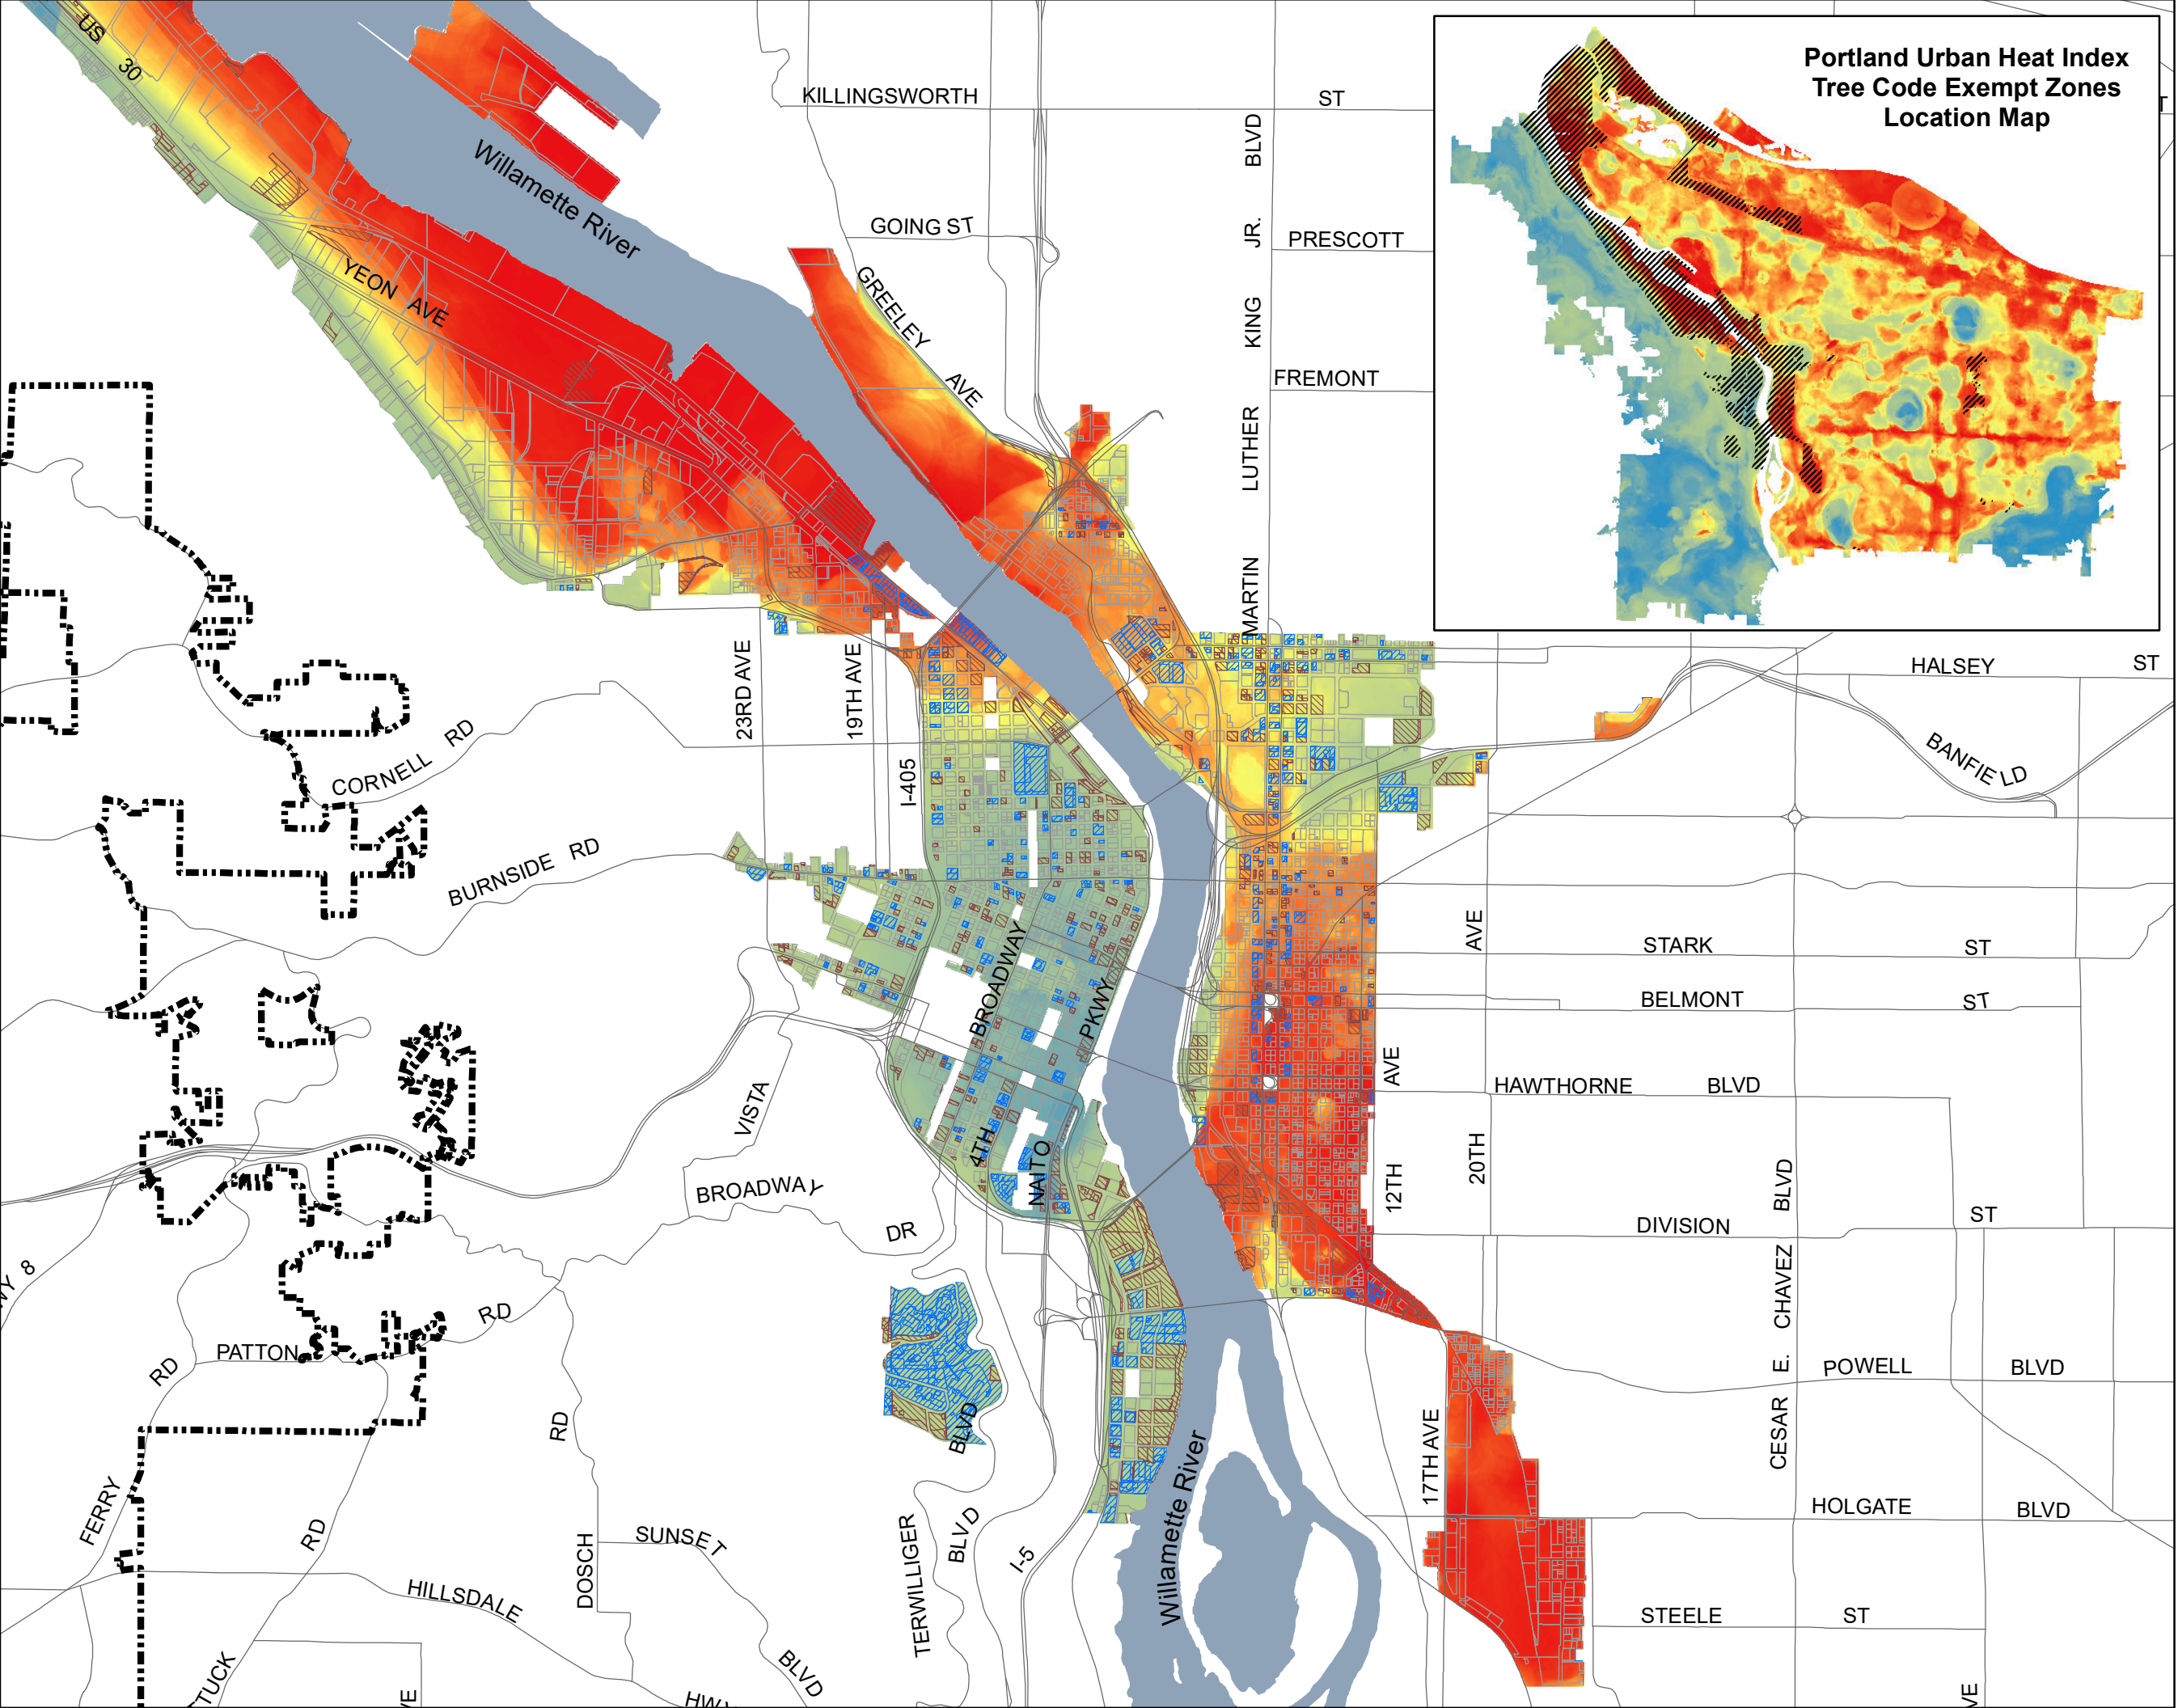 US
30
KILLINGSWORTH
ST
Portland Urban Heat Index
Tree Code Exempt Zones
Location Map
Willamette River
GOING ST
BLVD
JR.
KING
LUTHER
MARTIN
PRESCOTT
YEON AVE
GREELEY
AVE
FREMONT
23RD AVE
19TH AVE
I-405
HALSEY
ST
BANFIELD
CORNELL
RD
BURNSIDE RD
BROADWAY
PKWY
4TH
NAITO
AVE
STARK
ST
BELMONT
ST
AVE
12TH
20TH
HAWTHORNE
BLVD
VISTA
BROADWAY
DR
DIVISION
ST
BLVD
CHAVEZ
E.
CESAR
8
RD
PATTON
RD
POWELL
BLVD
BLVD
17TH AVE
FERRY
RD
RD
DOSCH
SUNSET
BLVD
TERWILLIGER
BLVD
I-5
Willamette River
HOLGATE
BLVD
HILLSDALE
STEELE
ST